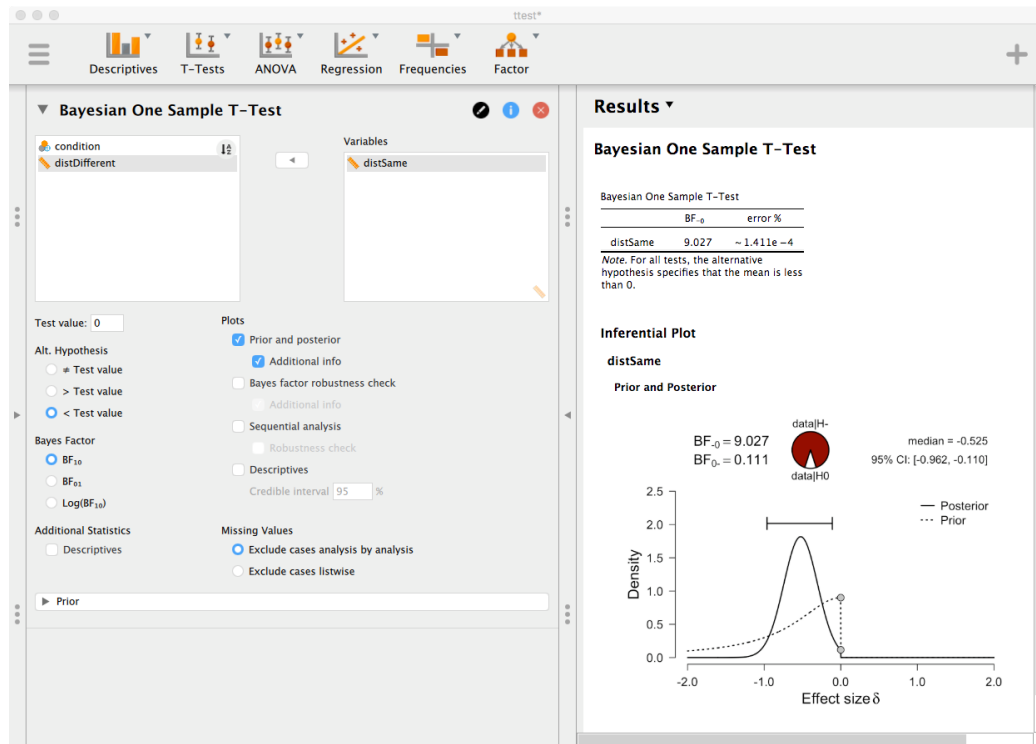 ttest*
Descriptives
T-Tests
ANOVA
Regression
Frequencies
Factor
Bayesian One Sample T-Test
condition
distDifferent
Variables
distSame
Test value: 0
Alt. Hypothesis
≠ Test value
> Test value
< Test value
Bayes Factor
BF₁₀
BF₀₁
Log(BF₁₀)
Additional Statistics
Descriptives
Plots
Prior and posterior
Additional info
Bayes factor robustness check
Additional info
Sequential analysis
Robustness check
Descriptives
Credible interval 95 %
Missing Values
Exclude cases analysis by analysis
Exclude cases listwise
Prior
Results
Bayesian One Sample T-Test
Bayesian One Sample T-Test
BF₋₀ error %
distSame 9.027 ~ 1.411e −4
Note. For all tests, the alternative
hypothesis specifies that the mean is less
than 0.
Inferential Plot
distSame
Prior and Posterior
data|H-
BF₋₀ = 9.027
BF₀₋ = 0.111
data|H0
median = -0.525
95% CI: [-0.962, -0.110]
Posterior
Prior
Density
2.5
2.0
1.5
1.0
0.5
0.0
-2.0 -1.0 0.0 1.0 2.0
Effect size δ